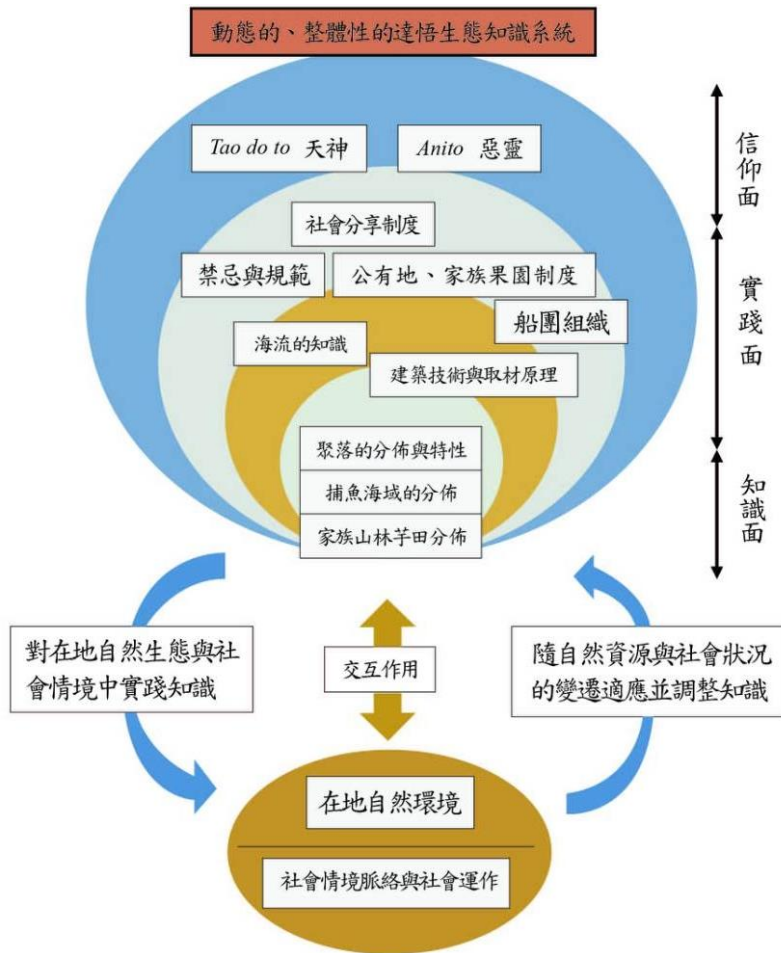 動態的、整體性的達悟生態知識系統
Tao do to 天神
Anito 惡靈
信仰面
社會分享制度
禁忌與規範
公有地、家族果園制度
船團組織
實踐面
海流的知識
建築技術與取材原理
聚落的分佈與特性
捕魚海域的分佈
家族山林芋田分佈
知識面
對在地自然生態與社
會情境中實踐知識
交互作用
隨自然資源與社會狀況
的變遷適應並調整知識
在地自然環境
社會情境脈絡與社會運作